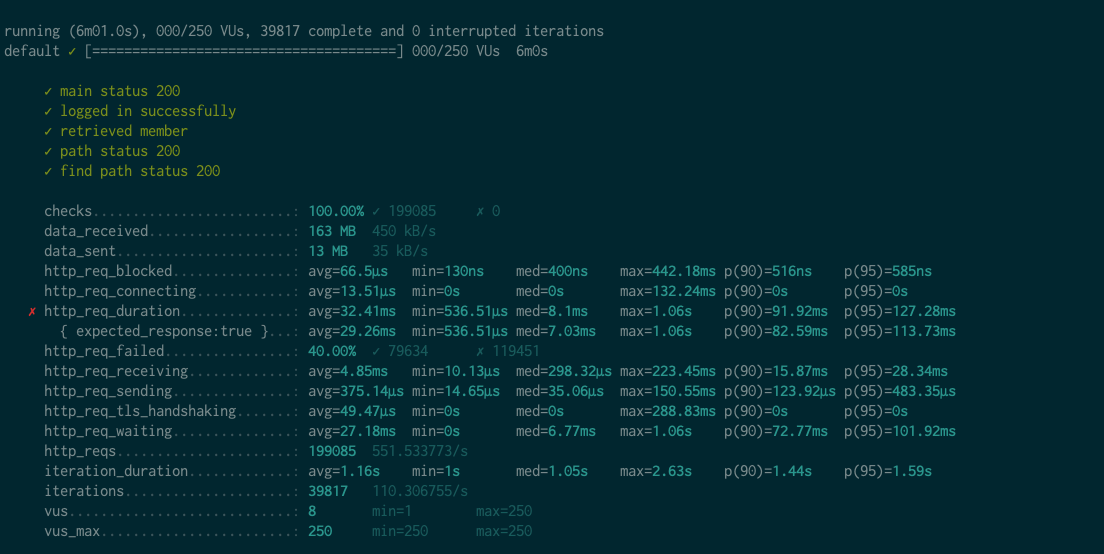 running (6m01.0s), 000/250 VUs, 39817 complete and 0 interrupted iterations
default ✓ [======================================] 000/250 VUs  6m0s
✓ main status 200
✓ logged in successfully
✓ retrieved member
✓ path status 200
✓ find path status 200
checks.........................: 100.00% ✓ 199085     ✗ 0
data_received..................: 163 MB  450 kB/s
data_sent......................: 13 MB   35 kB/s
http_req_blocked...............: avg=66.5µs   min=130ns    med=400ns    max=442.18ms p(90)=516ns    p(95)=585ns
http_req_connecting............: avg=13.51µs  min=0s       med=0s       max=132.24ms p(90)=0s       p(95)=0s
✗ http_req_duration..............: avg=32.41ms  min=536.51µs med=8.1ms    max=1.06s    p(90)=91.92ms  p(95)=127.28ms
{ expected_response:true }...: avg=29.26ms  min=536.51µs med=7.03ms   max=1.06s    p(90)=82.59ms  p(95)=113.73ms
http_req_failed................: 40.00%  ✓ 79634      ✗ 119451
http_req_receiving.............: avg=4.85ms   min=10.13µs  med=298.32µs max=223.45ms p(90)=15.87ms  p(95)=28.34ms
http_req_sending...............: avg=375.14µs min=14.65µs  med=35.06µs  max=150.55ms p(90)=123.92µs p(95)=483.35µs
http_req_tls_handshaking.......: avg=49.47µs  min=0s       med=0s       max=288.83ms p(90)=0s       p(95)=0s
http_req_waiting...............: avg=27.18ms  min=0s       med=6.77ms   max=1.06s    p(90)=72.77ms  p(95)=101.92ms
http_reqs......................: 199085  551.533773/s
iteration_duration.............: avg=1.16s    min=1s       med=1.05s    max=2.63s    p(90)=1.44s    p(95)=1.59s
iterations.....................: 39817   110.306755/s
vus............................: 8       min=1        max=250
vus_max........................: 250     min=250      max=250